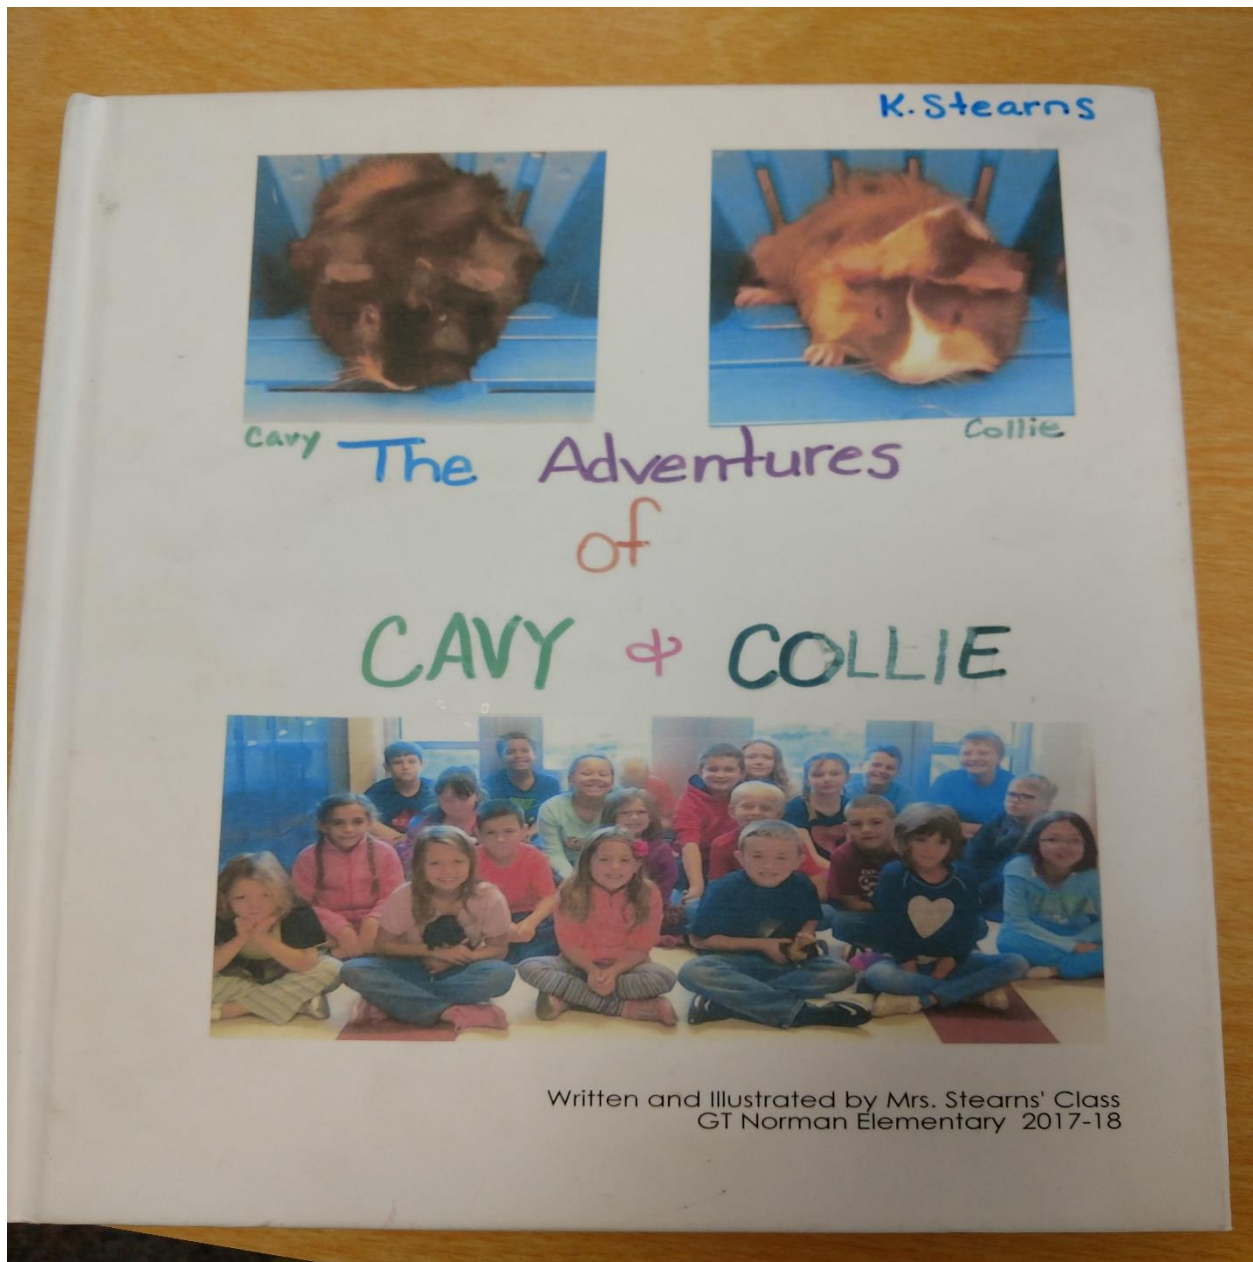 K. Stearns
Cavy
Collie
The Adventures
of
CAVY & COLLIE
Written and Illustrated by Mrs. Stearns' Class
GT Norman Elementary 2017-18